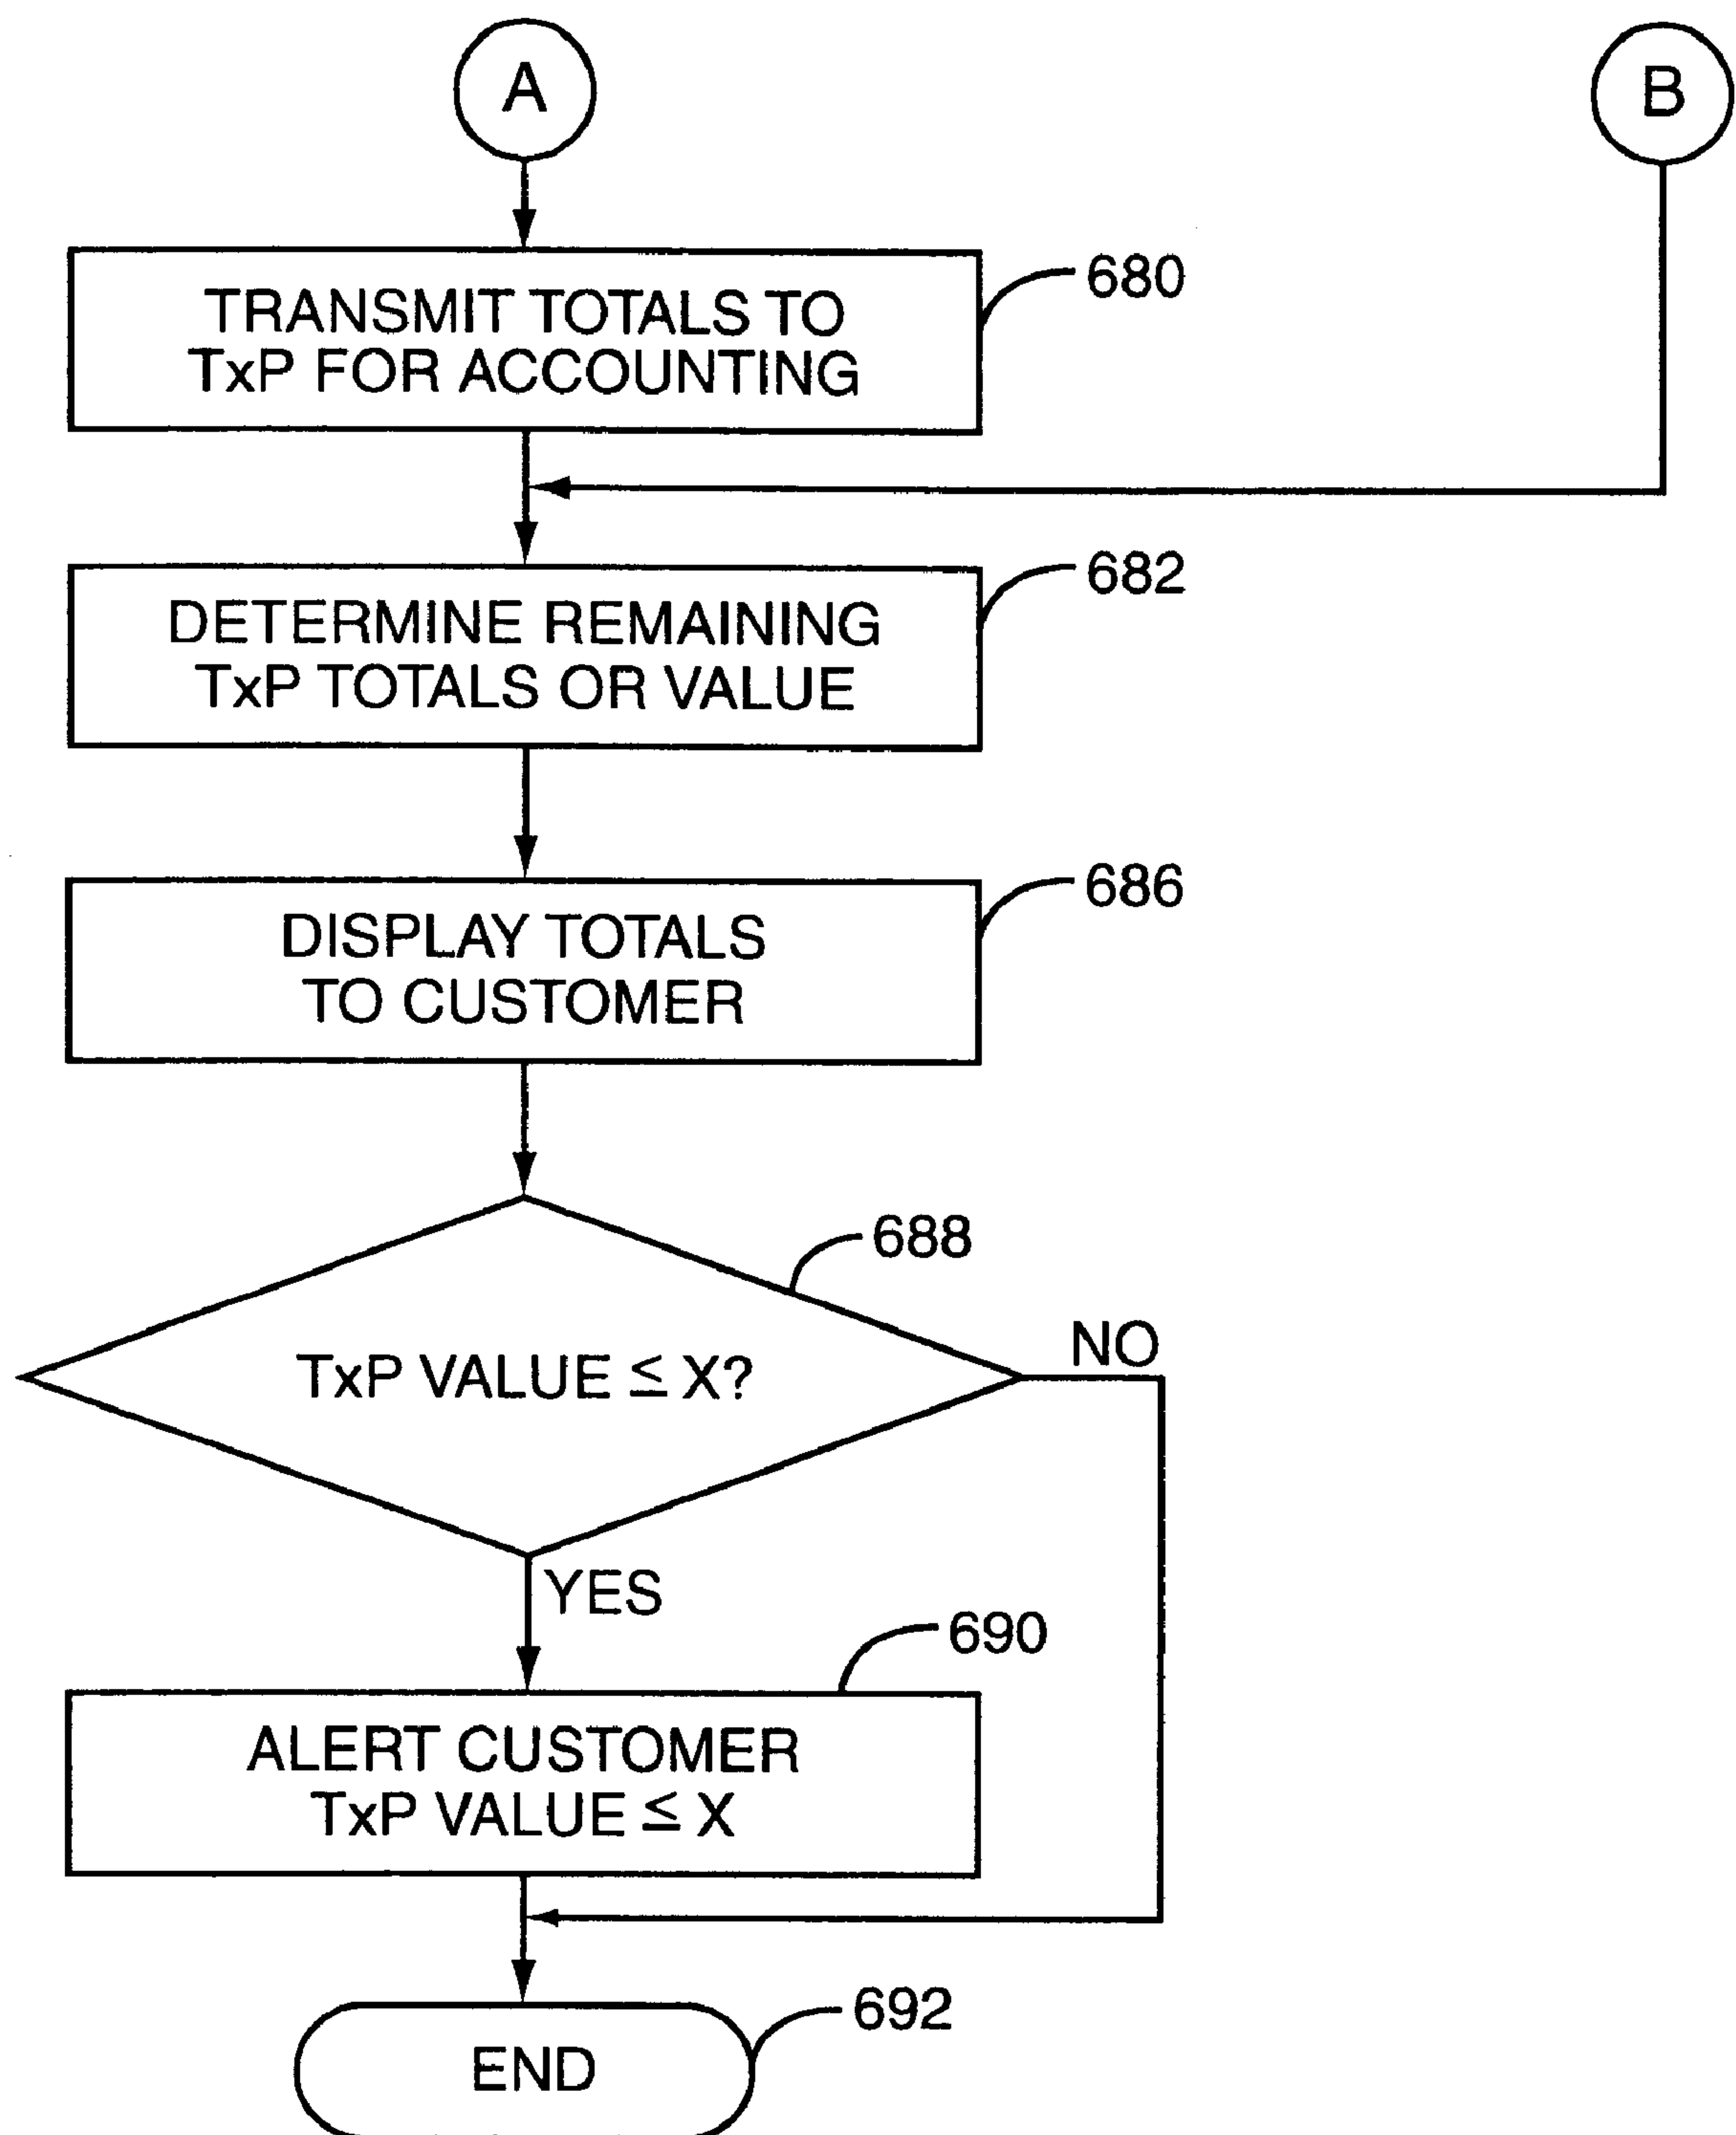 A
B
TRANSMIT TOTALS TO
TxP FOR ACCOUNTING
680
DETERMINE REMAINING
TxP TOTALS OR VALUE
682
DISPLAY TOTALS
TO CUSTOMER
686
688
TxP VALUE ≤ X?
NO
YES
690
ALERT CUSTOMER
TxP VALUE ≤ X
692
END